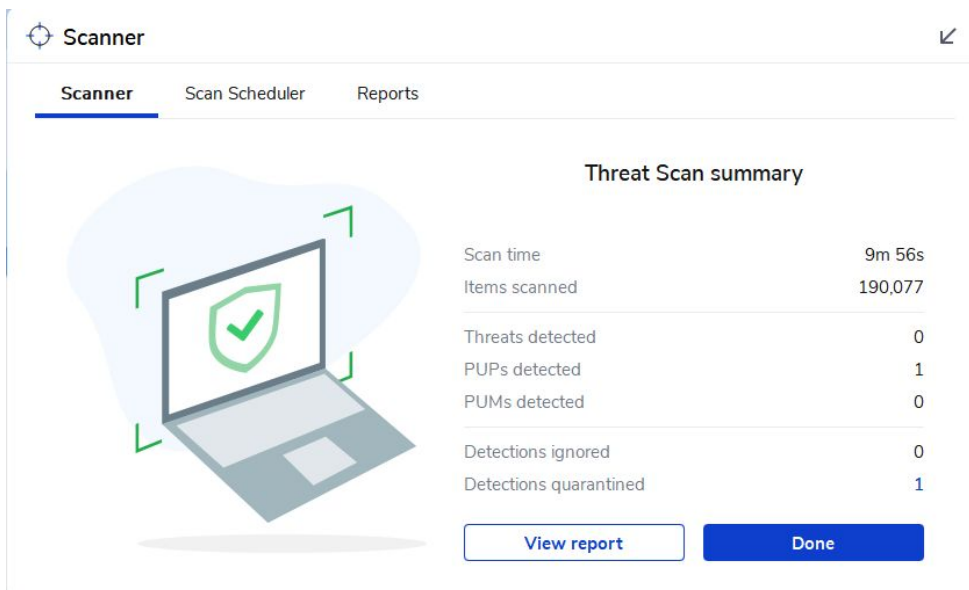 Scanner
Scanner Scan Scheduler Reports
Threat Scan summary
Scan time 9m 56s
Items scanned 190,077
Threats detected 0
PUPs detected 1
PUMs detected 0
Detections ignored 0
Detections quarantined 1
View report Done